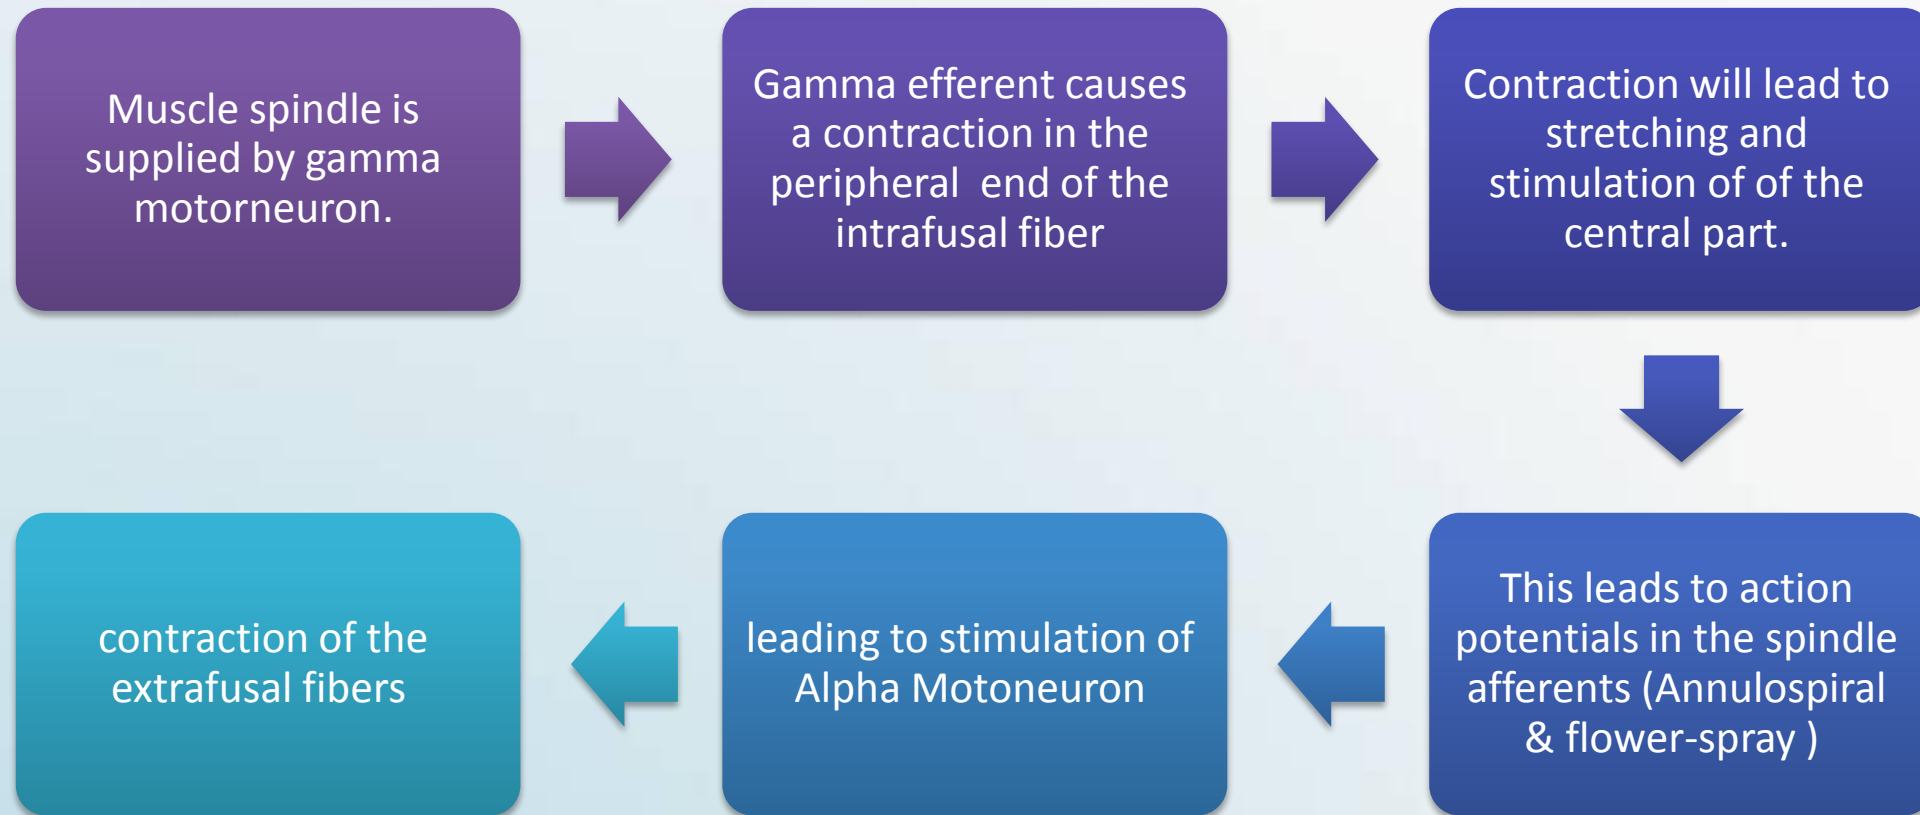 Muscle spindle is
supplied by gamma
motorneuron.
Gamma efferent causes
a contraction in the
peripheral end of the
intrafusal fiber
Contraction will lead to
stretching and
stimulation of of the
central part.
This leads to action
potentials in the spindle
afferents (Annulospiral
& flower-spray )
leading to stimulation of
Alpha Motoneuron
contraction of the
extrafusal fibers